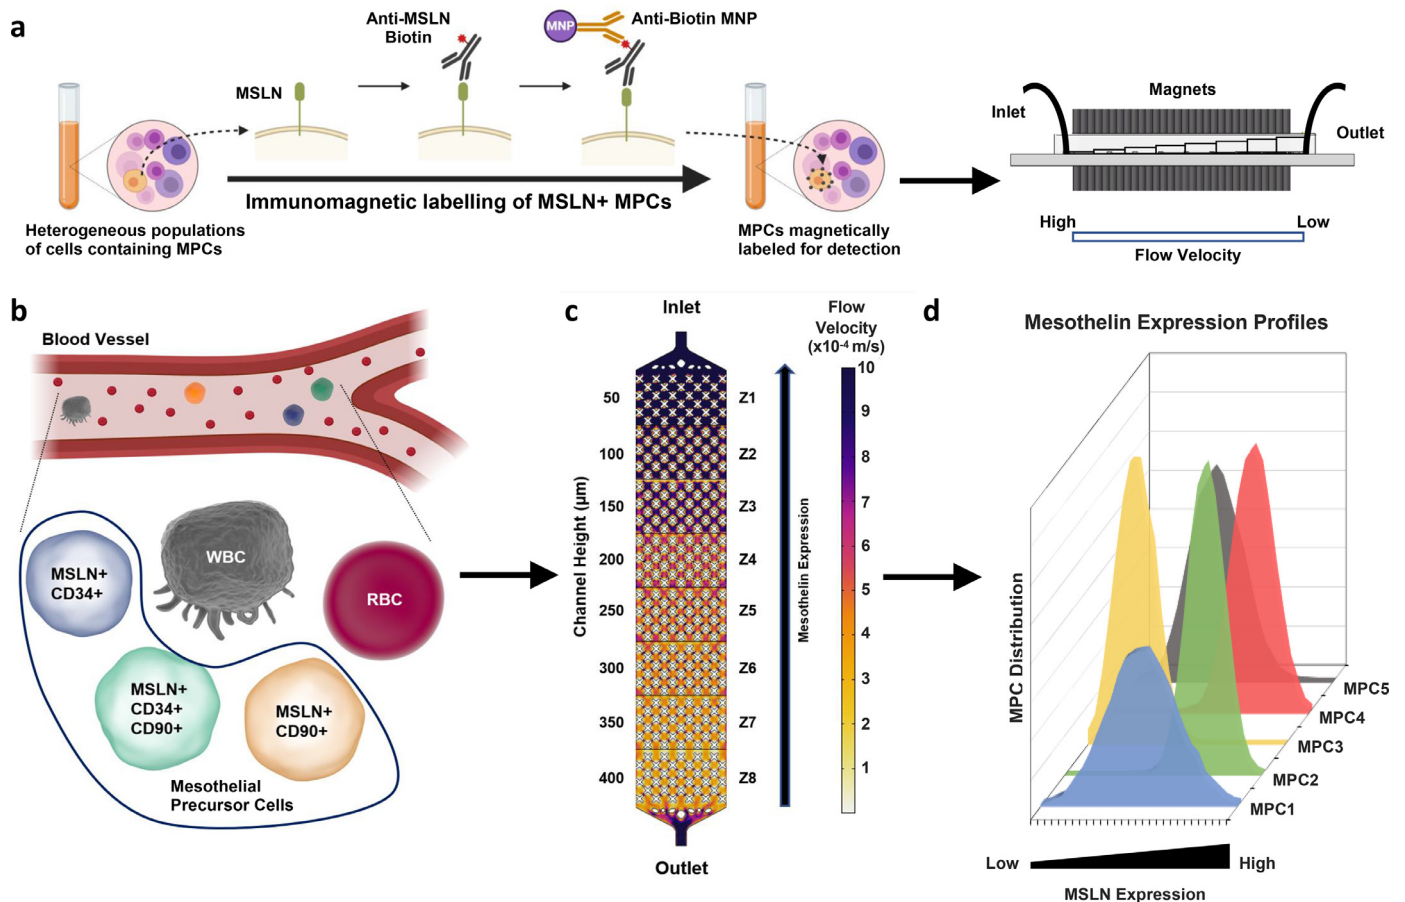 a
Anti-MSLN
Biotin
MNP
Anti-Biotin MNP
MSLN
Inlet
Magnets
Outlet
Immunomagnetic labelling of MSLN+ MPCs
Heterogeneous populations
of cells containing MPCs
MPCs magnetically
labeled for detection
High
Low
Flow Velocity
b
Blood Vessel
WBC
MSLN+
CD34+
RBC
MSLN+
CD34+
CD90+
MSLN+
CD90+
Mesothelial
Precursor Cells
c
Inlet
Flow
Velocity
(x10-4 m/s)
Channel Height (µm)
50
100
150
200
250
300
350
400
Z1
Z2
Z3
Z4
Z5
Z6
Z7
Z8
Mesothelin Expression
10
9
8
7
6
5
4
3
2
1
Outlet
d
Mesothelin Expression Profiles
MPC Distribution
MPC5
MPC4
MPC3
MPC2
MPC1
Low
High
MSLN Expression